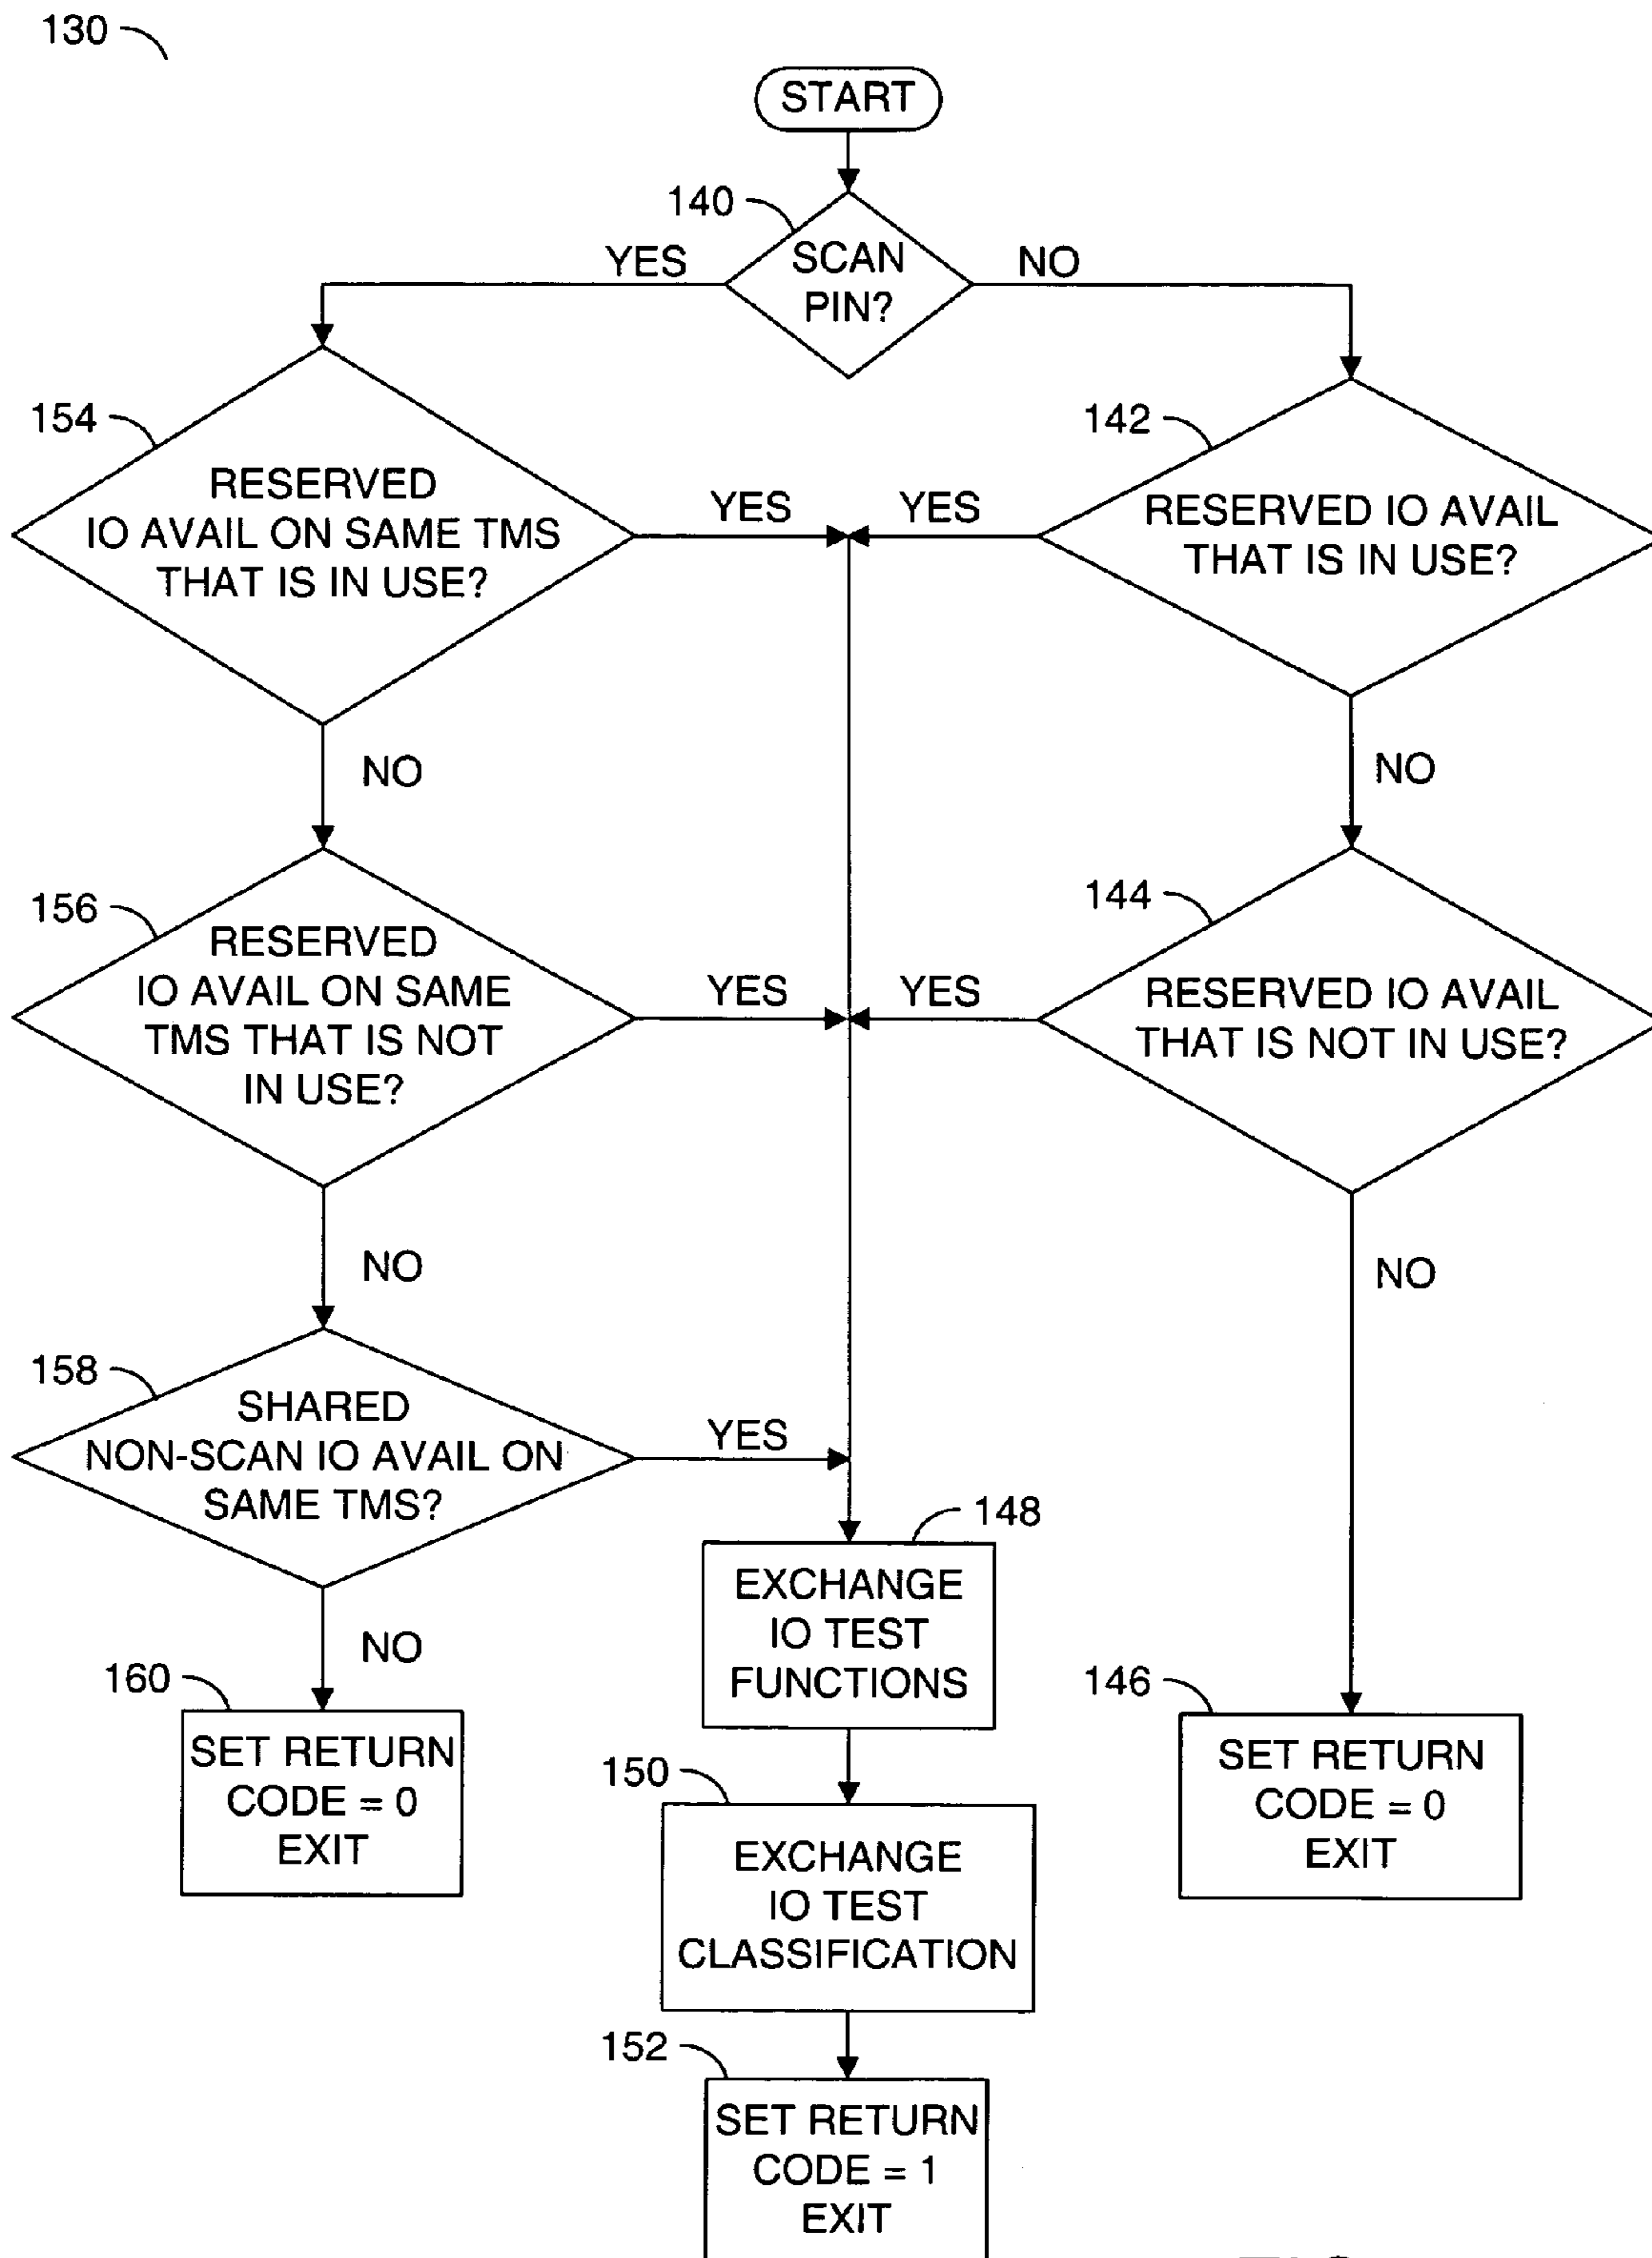 130
START
140
SCAN
PIN?
YES
NO
154
RESERVED
IO AVAIL ON SAME TMS
THAT IS IN USE?
YES
YES
142
RESERVED IO AVAIL
THAT IS IN USE?
NO
NO
156
RESERVED
IO AVAIL ON SAME
TMS THAT IS NOT
IN USE?
YES
YES
144
RESERVED IO AVAIL
THAT IS NOT IN USE?
NO
NO
158
SHARED
NON-SCAN IO AVAIL ON
SAME TMS?
YES
NO
148
EXCHANGE
IO TEST
FUNCTIONS
160
SET RETURN
CODE = 0
EXIT
146
SET RETURN
CODE = 0
EXIT
150
EXCHANGE
IO TEST
CLASSIFICATION
152
SET RETURN
CODE = 1
EXIT